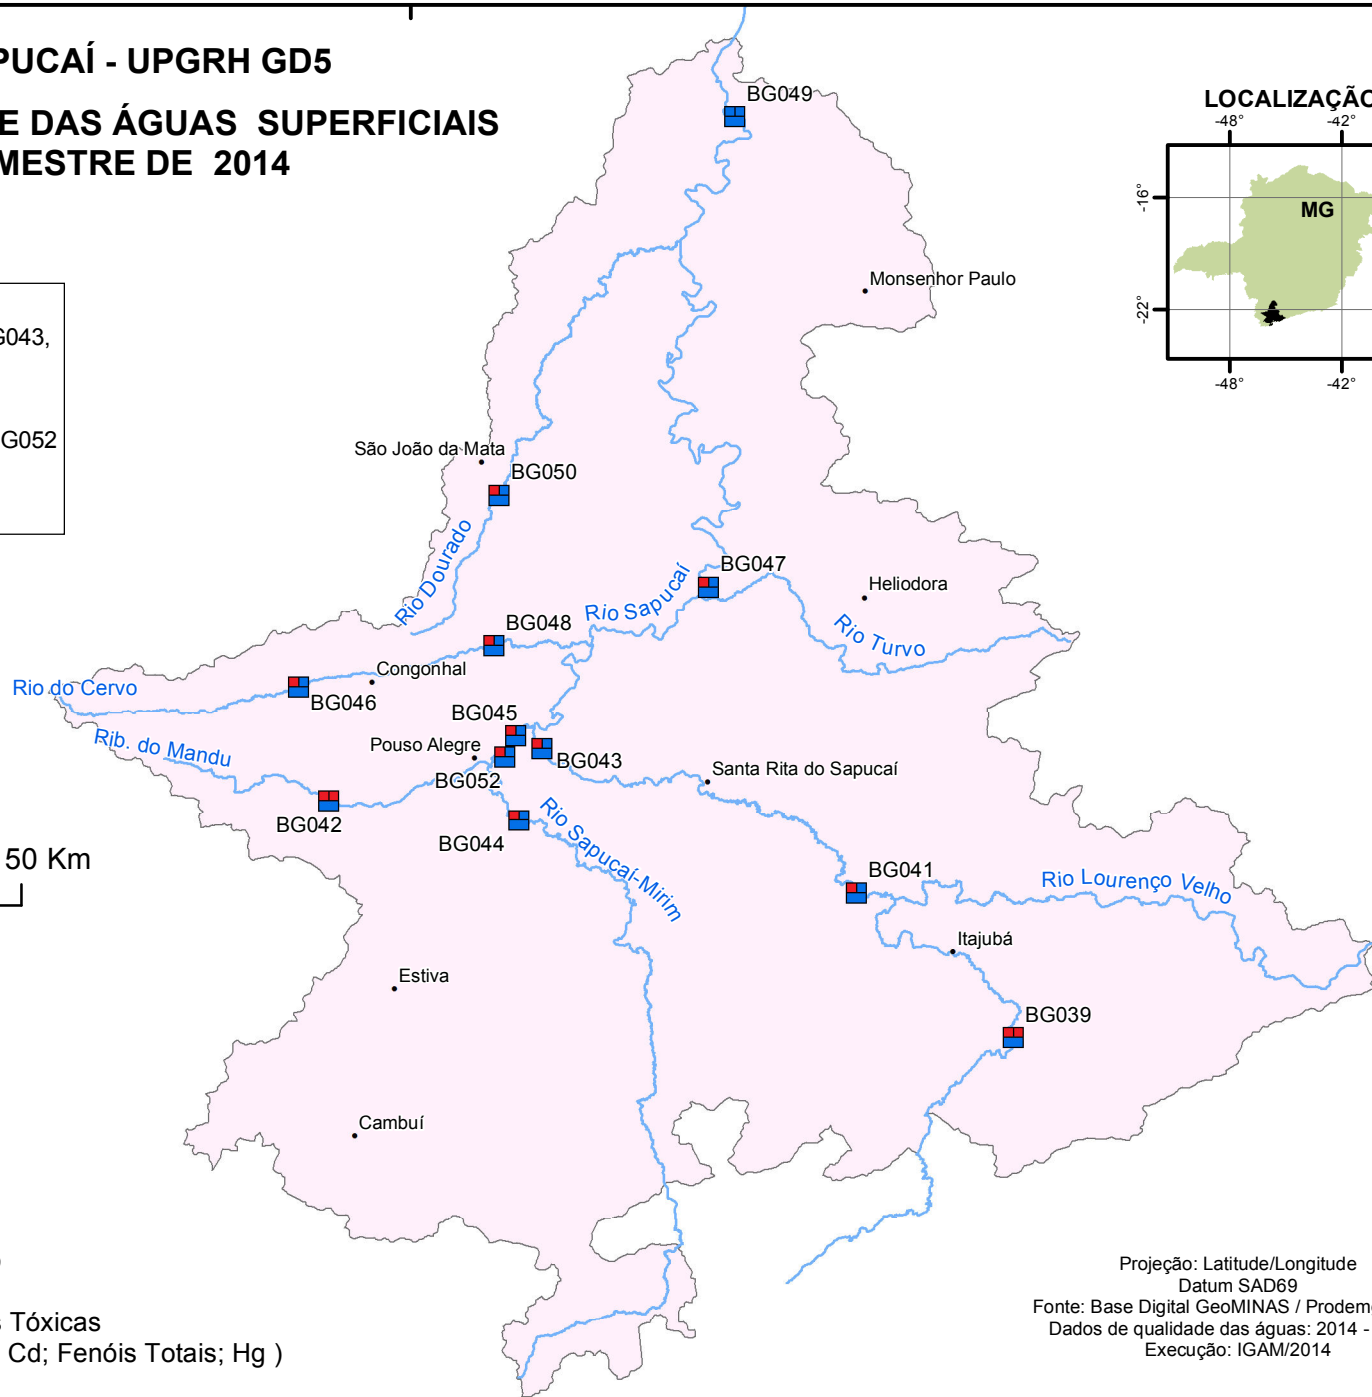 PUCAÍ - UPGRH GD5
E DAS ÁGUAS SUPERFICIAIS
MESTRE DE 2014
G043,
G052
LOCALIZAÇÃO
-48° -42°
-16°
MG
-22°
-48° -42°
BG049
Monsenhor Paulo
São João da Mata
BG050
Rio Dourado
BG047
Rio Sapucaí
Heliodora
Rio Turvo
BG048
Congonhal
Rio do Cervo
BG046
BG045
Rib. do Mandu
Pouso Alegre
BG043
BG052
Santa Rita do Sapucaí
BG042
BG044
Rio Sapucaí-Mirim
50 Km
BG041
Rio Lourenço Velho
Itajubá
Estiva
BG039
Cambuí
s Tóxicas
Cd; Fenóis Totais; Hg )
Projeção: Latitude/Longitude
Datum SAD69
Fonte: Base Digital GeoMINAS / Prodem
Dados de qualidade das águas: 2014 -
Execução: IGAM/2014